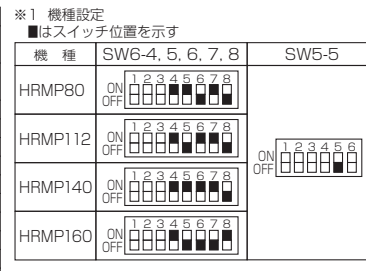 ※1 機種設定
■はスイッチ位置を示す
機 種 SW6-4, 5, 6, 7, 8 SW5-5
HRMP80 ON OFF 1 2 3 4 5 6 7 8
HRMP112 ON OFF 1 2 3 4 5 6 7 8
ON OFF 1 2 3 4 5 6
HRMP140 ON OFF 1 2 3 4 5 6 7 8
HRMP160 ON OFF 1 2 3 4 5 6 7 8